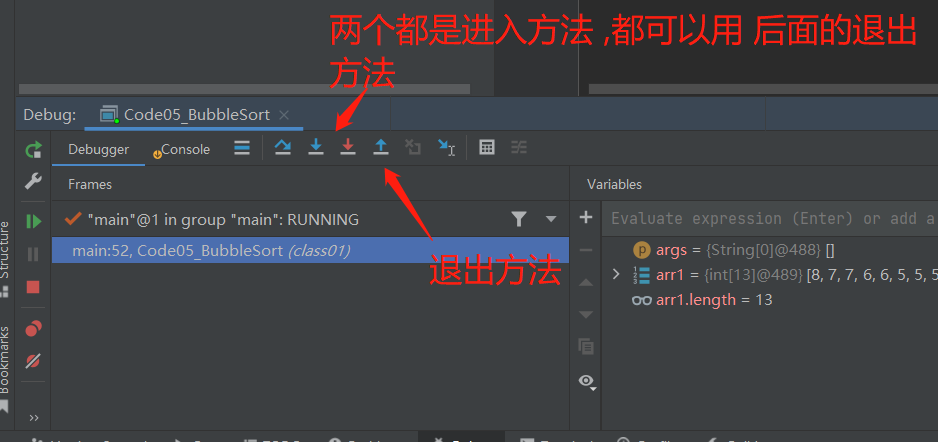 两个都是进入方法 ,都可以用 后面的退出
方法
Debug: Code05_BubbleSort
Debugger Console
Frames
Variables
"main"@1 in group "main": RUNNING
Evaluate expression (Enter) or add a
main:52, Code05_BubbleSort (class01)
args = {String[0]@488} []
arr1 = {int[13]@489} [8, 7, 7, 6, 6, 5, 5, 5
arr1.length = 13
退出方法
Structure
Bookmarks